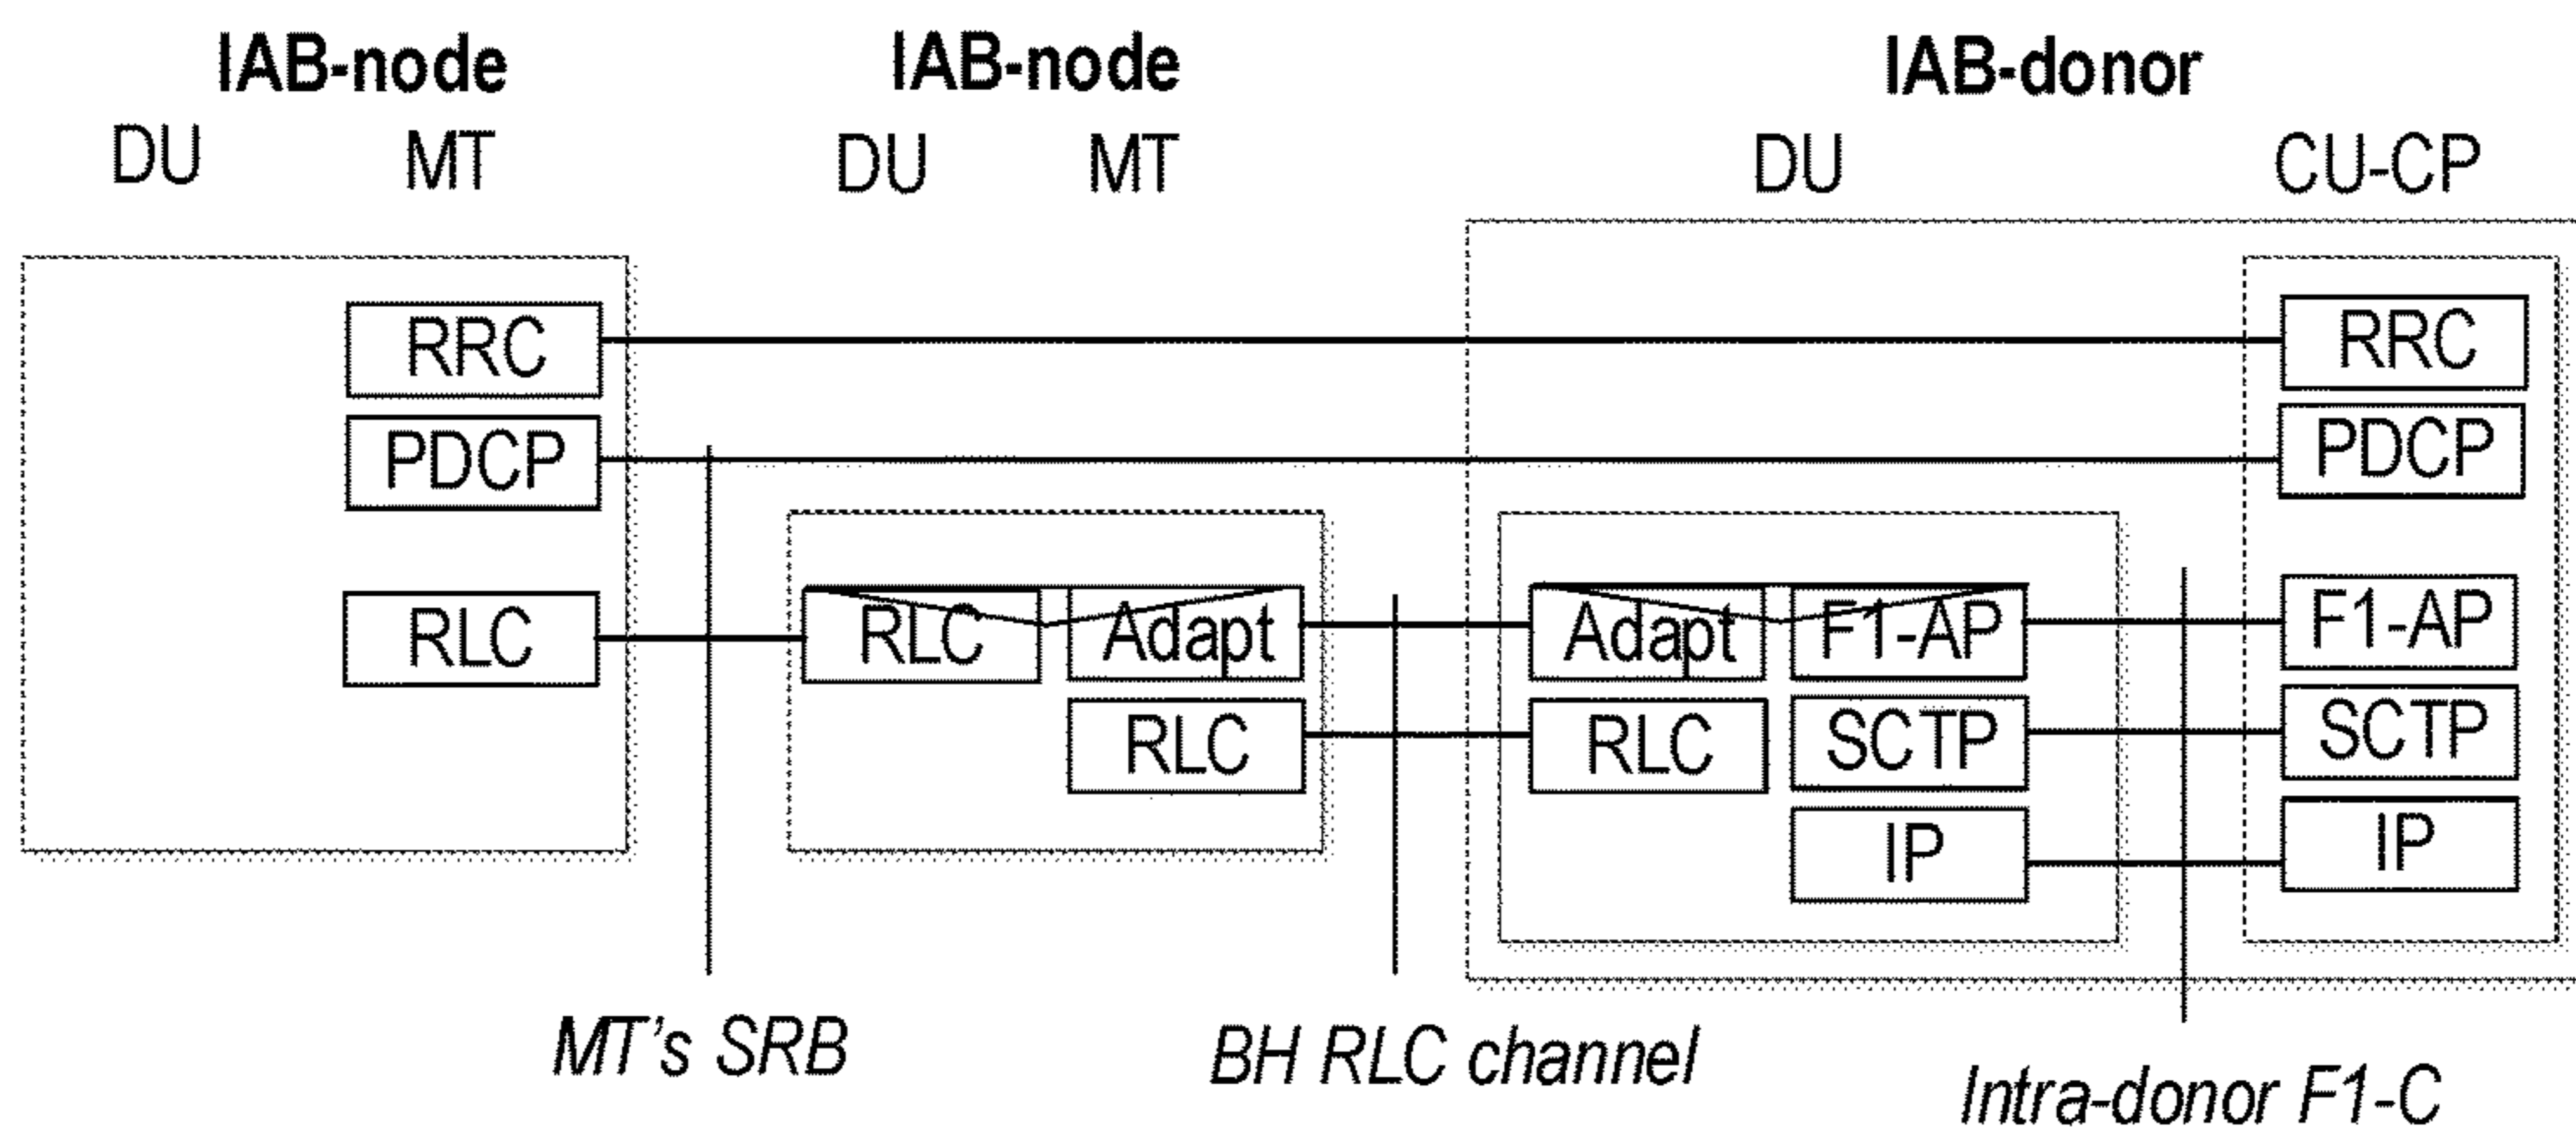 IAB-node IAB-node IAB-donor
DU MT DU MT DU CU-CP
RRC RRC
PDCP PDCP
RLC RLC Adapt Adapt F1-AP F1-AP
RLC RLC SCTP SCTP
IP IP
MT's SRB BH RLC channel
Intra-donor F1-C